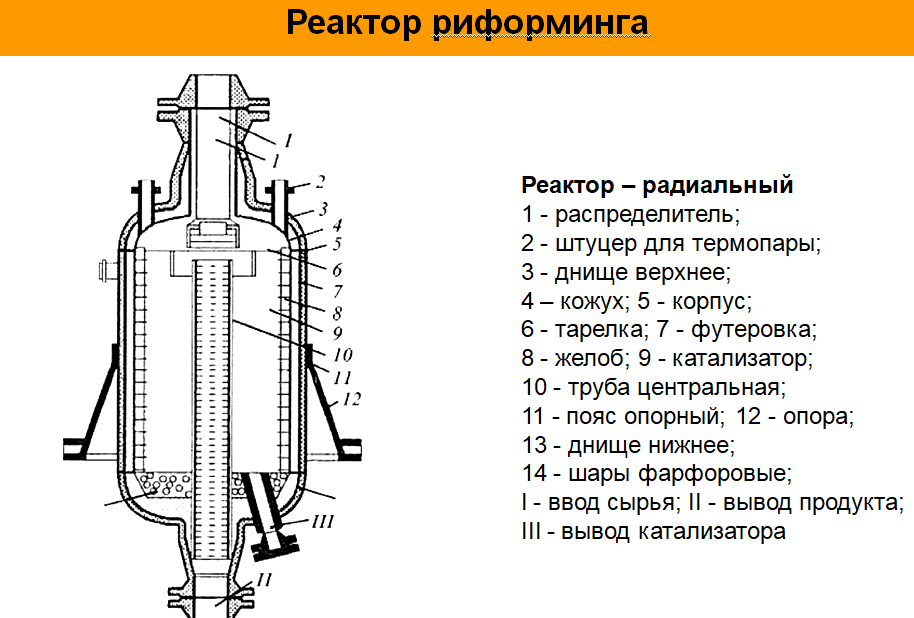 Реактор риформинга
I
1
2
3
4
5
6
7
8
9
10
11
12
III
II
Реактор – радиальный
1 - распределитель;
2 - штуцер для термопары;
3 - днище верхнее;
4 – кожух; 5 - корпус;
6 - тарелка; 7 - футеровка;
8 - желоб; 9 - катализатор;
10 - труба центральная;
11 - пояс опорный; 12 - опора;
13 - днище нижнее;
14 - шары фарфоровые;
I - ввод сырья; II - вывод продукта;
III - вывод катализатора